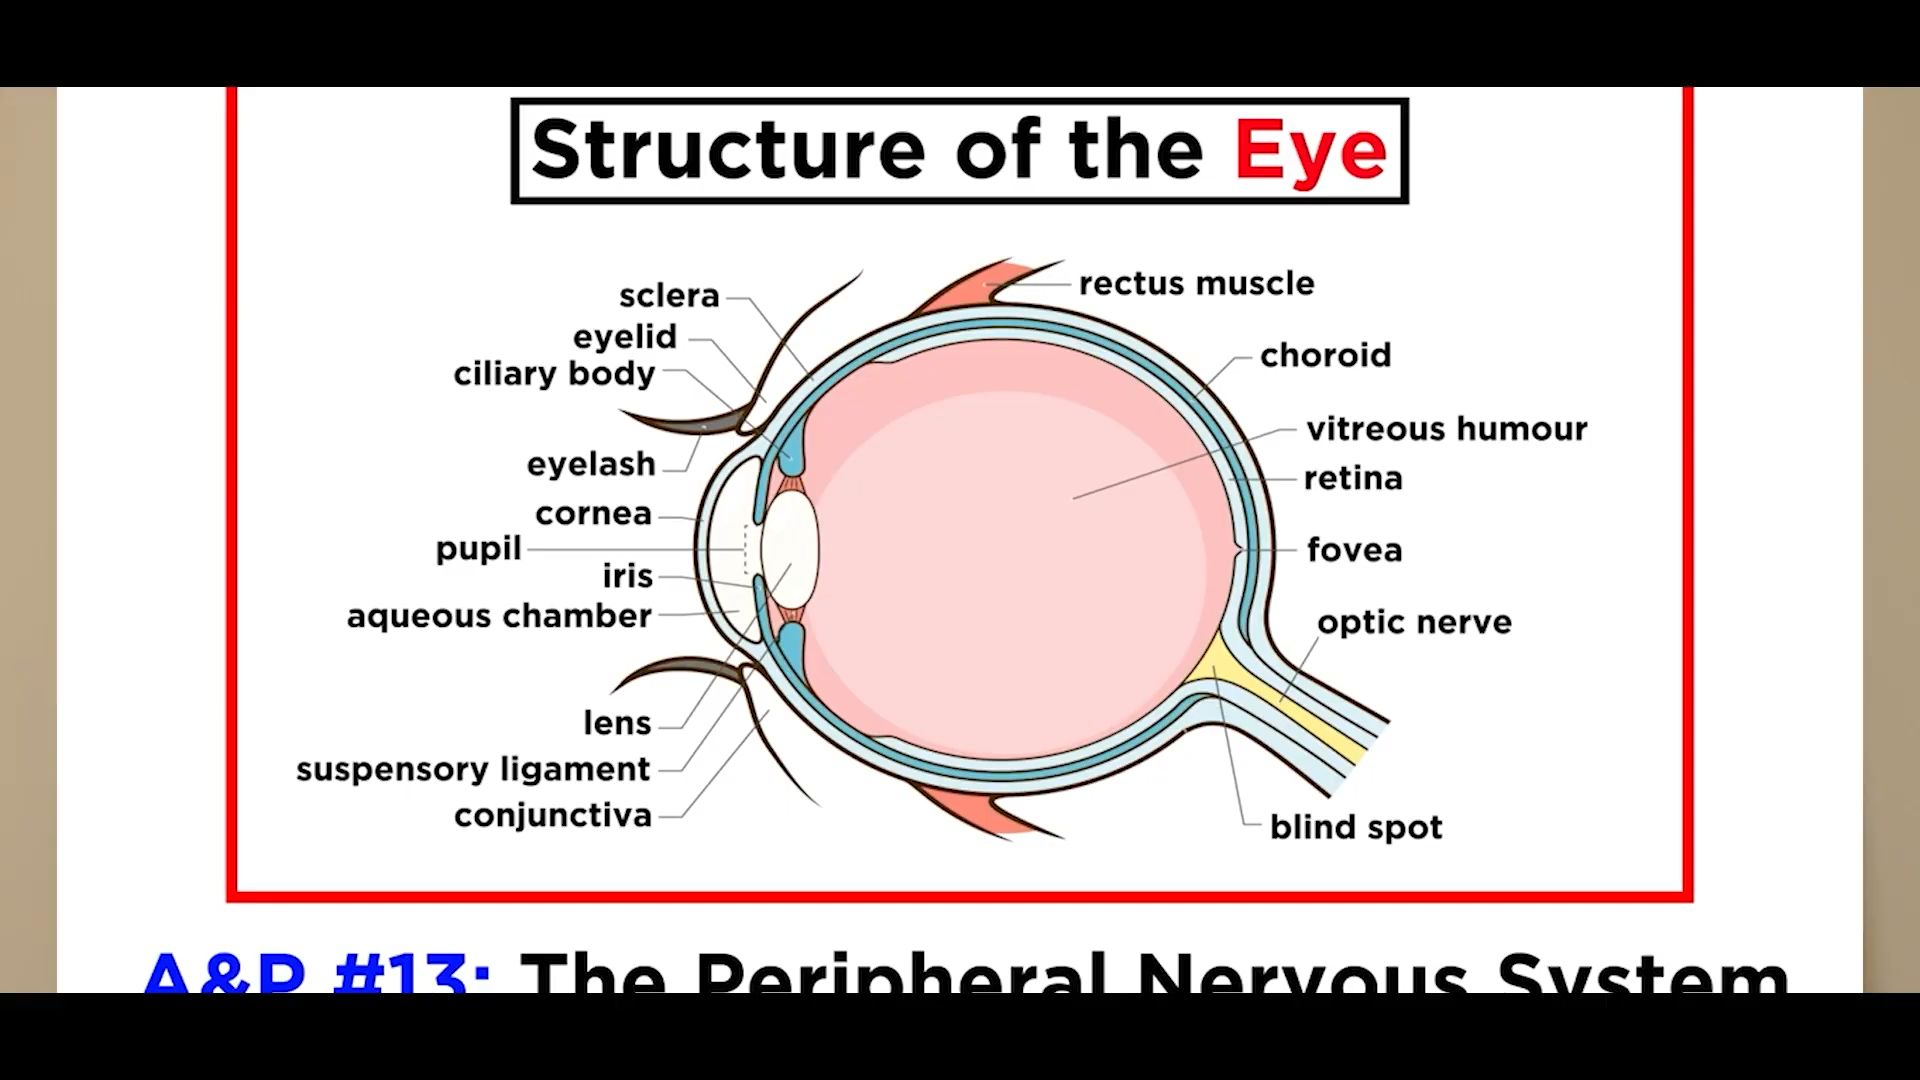 Structure of the Eye
sclera
eyelid
ciliary body
eyelash
cornea
pupil
iris
aqueous chamber
lens
suspensory ligament
conjunctiva
rectus muscle
choroid
vitreous humour
retina
fovea
optic nerve
blind spot
A&P #13: The Peripheral Nervous System